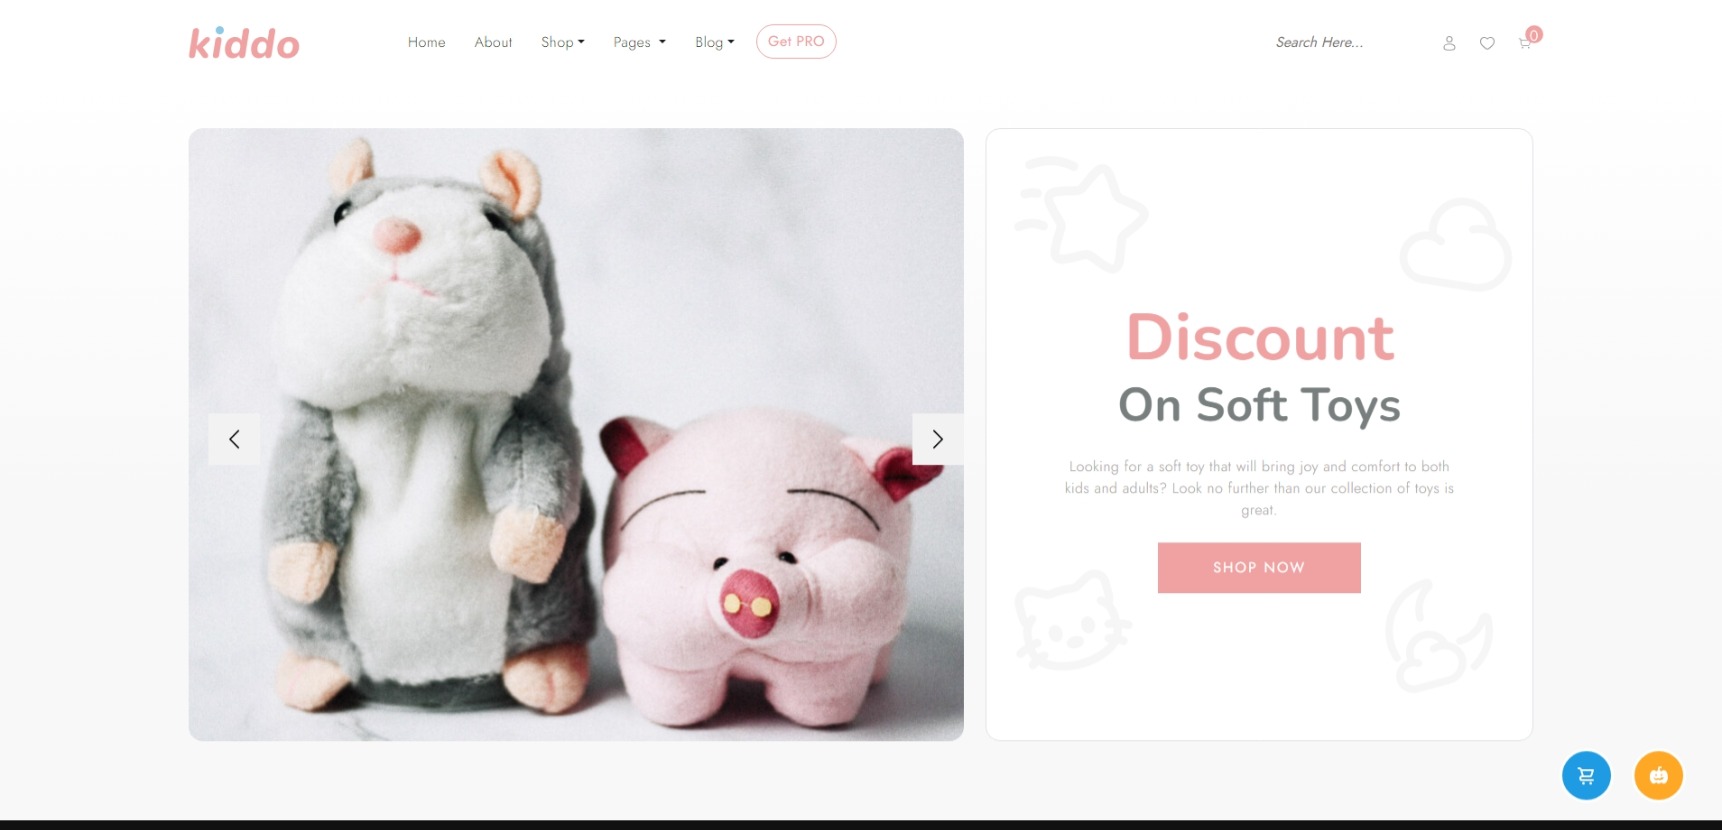 kiddo
Home About Shop Pages Blog Get PRO
Search Here...
0
Discount
On Soft Toys
Looking for a soft toy that will bring joy and comfort to both
kids and adults? Look no further than our collection of toys is
great.
SHOP NOW